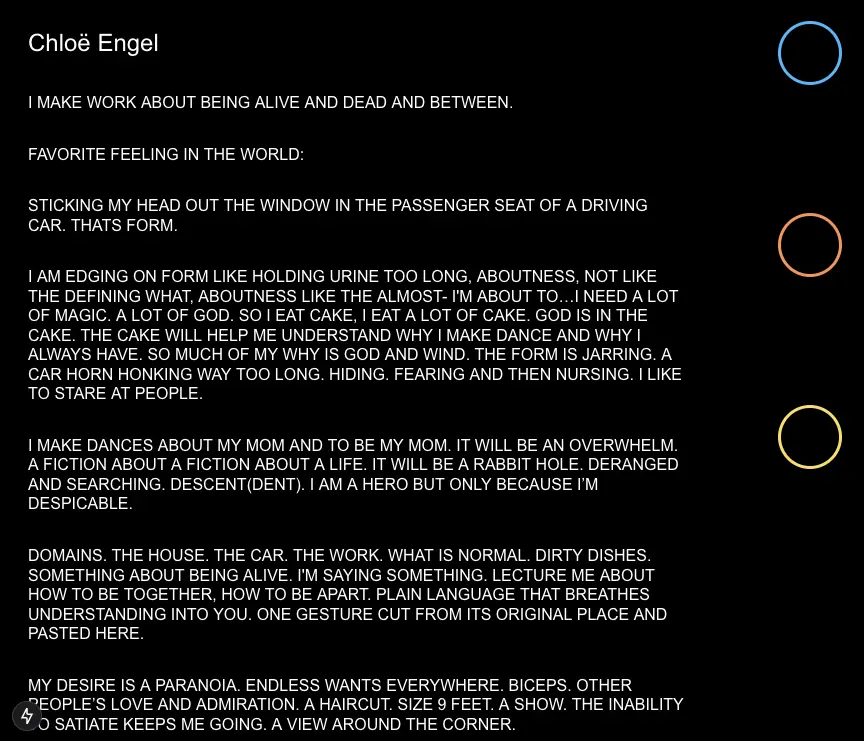 Chloë Engel
I MAKE WORK ABOUT BEING ALIVE AND DEAD AND BETWEEN.
FAVORITE FEELING IN THE WORLD:
STICKING MY HEAD OUT THE WINDOW IN THE PASSENGER SEAT OF A DRIVING
CAR. THATS FORM.
I AM EDGING ON FORM LIKE HOLDING URINE TOO LONG, ABOUTNESS, NOT LIKE
THE DEFINING WHAT, ABOUTNESS LIKE THE ALMOST- I'M ABOUT TO…I NEED A LOT
OF MAGIC. A LOT OF GOD. SO I EAT CAKE, I EAT A LOT OF CAKE. GOD IS IN THE
CAKE. THE CAKE WILL HELP ME UNDERSTAND WHY I MAKE DANCE AND WHY I
ALWAYS HAVE. SO MUCH OF MY WHY IS GOD AND WIND. THE FORM IS JARRING. A
CAR HORN HONKING WAY TOO LONG. HIDING. FEARING AND THEN NURSING. I LIKE
TO STARE AT PEOPLE.
I MAKE DANCES ABOUT MY MOM AND TO BE MY MOM. IT WILL BE AN OVERWHELM.
A FICTION ABOUT A FICTION ABOUT A LIFE. IT WILL BE A RABBIT HOLE. DERANGED
AND SEARCHING. DESCENT(DENT). I AM A HERO BUT ONLY BECAUSE I’M
DESPICABLE.
DOMAINS. THE HOUSE. THE CAR. THE WORK. WHAT IS NORMAL. DIRTY DISHES.
SOMETHING ABOUT BEING ALIVE. I'M SAYING SOMETHING. LECTURE ME ABOUT
HOW TO BE TOGETHER, HOW TO BE APART. PLAIN LANGUAGE THAT BREATHES
UNDERSTANDING INTO YOU. ONE GESTURE CUT FROM ITS ORIGINAL PLACE AND
PASTED HERE.
MY DESIRE IS A PARANOIA. ENDLESS WANTS EVERYWHERE. BICEPS. OTHER
PEOPLE’S LOVE AND ADMIRATION. A HAIRCUT. SIZE 9 FEET. A SHOW. THE INABILITY
TO SATIATE KEEPS ME GOING. A VIEW AROUND THE CORNER.